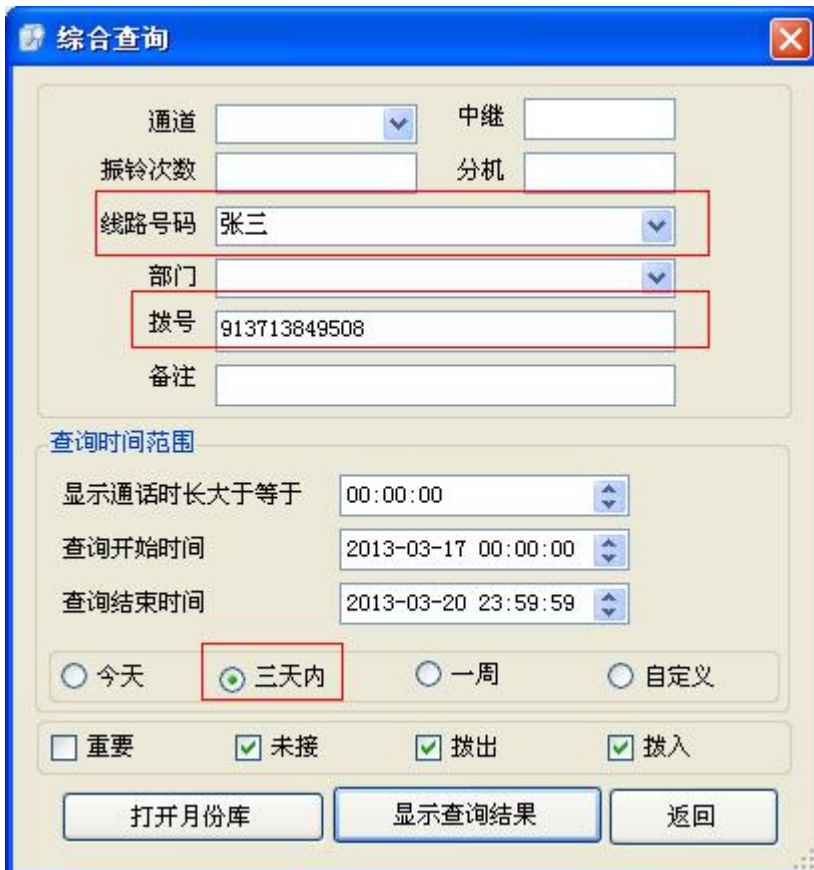 综合查询
通道 中继
振铃次数 分机
线路号码 张三
部门
拨号 913713849508
备注
查询时间范围
显示通话时长大于等于 00:00:00
查询开始时间 2013-03-17 00:00:00
查询结束时间 2013-03-20 23:59:59
今天 三天内 一周 自定义
重要 未接 拨出 拨入
打开月份库 显示查询结果 返回